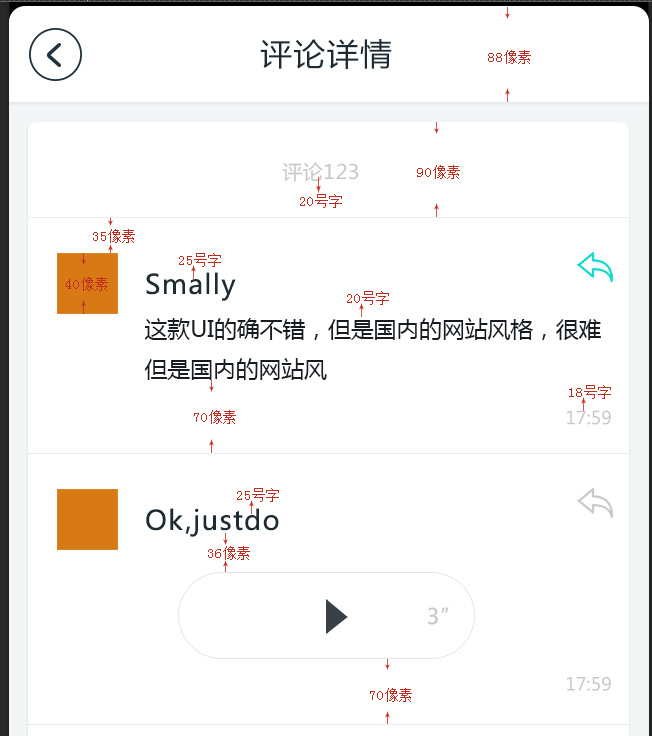 评论详情
88像素
90像素
评论123
20号字
35像素
25号字
40像素
Smally
20号字
这款UI的确不错，但是国内的网站风格，很难
但是国内的网站风
18号字
70像素
17:59
25号字
Ok,justdo
36像素
3″
17:59
70像素